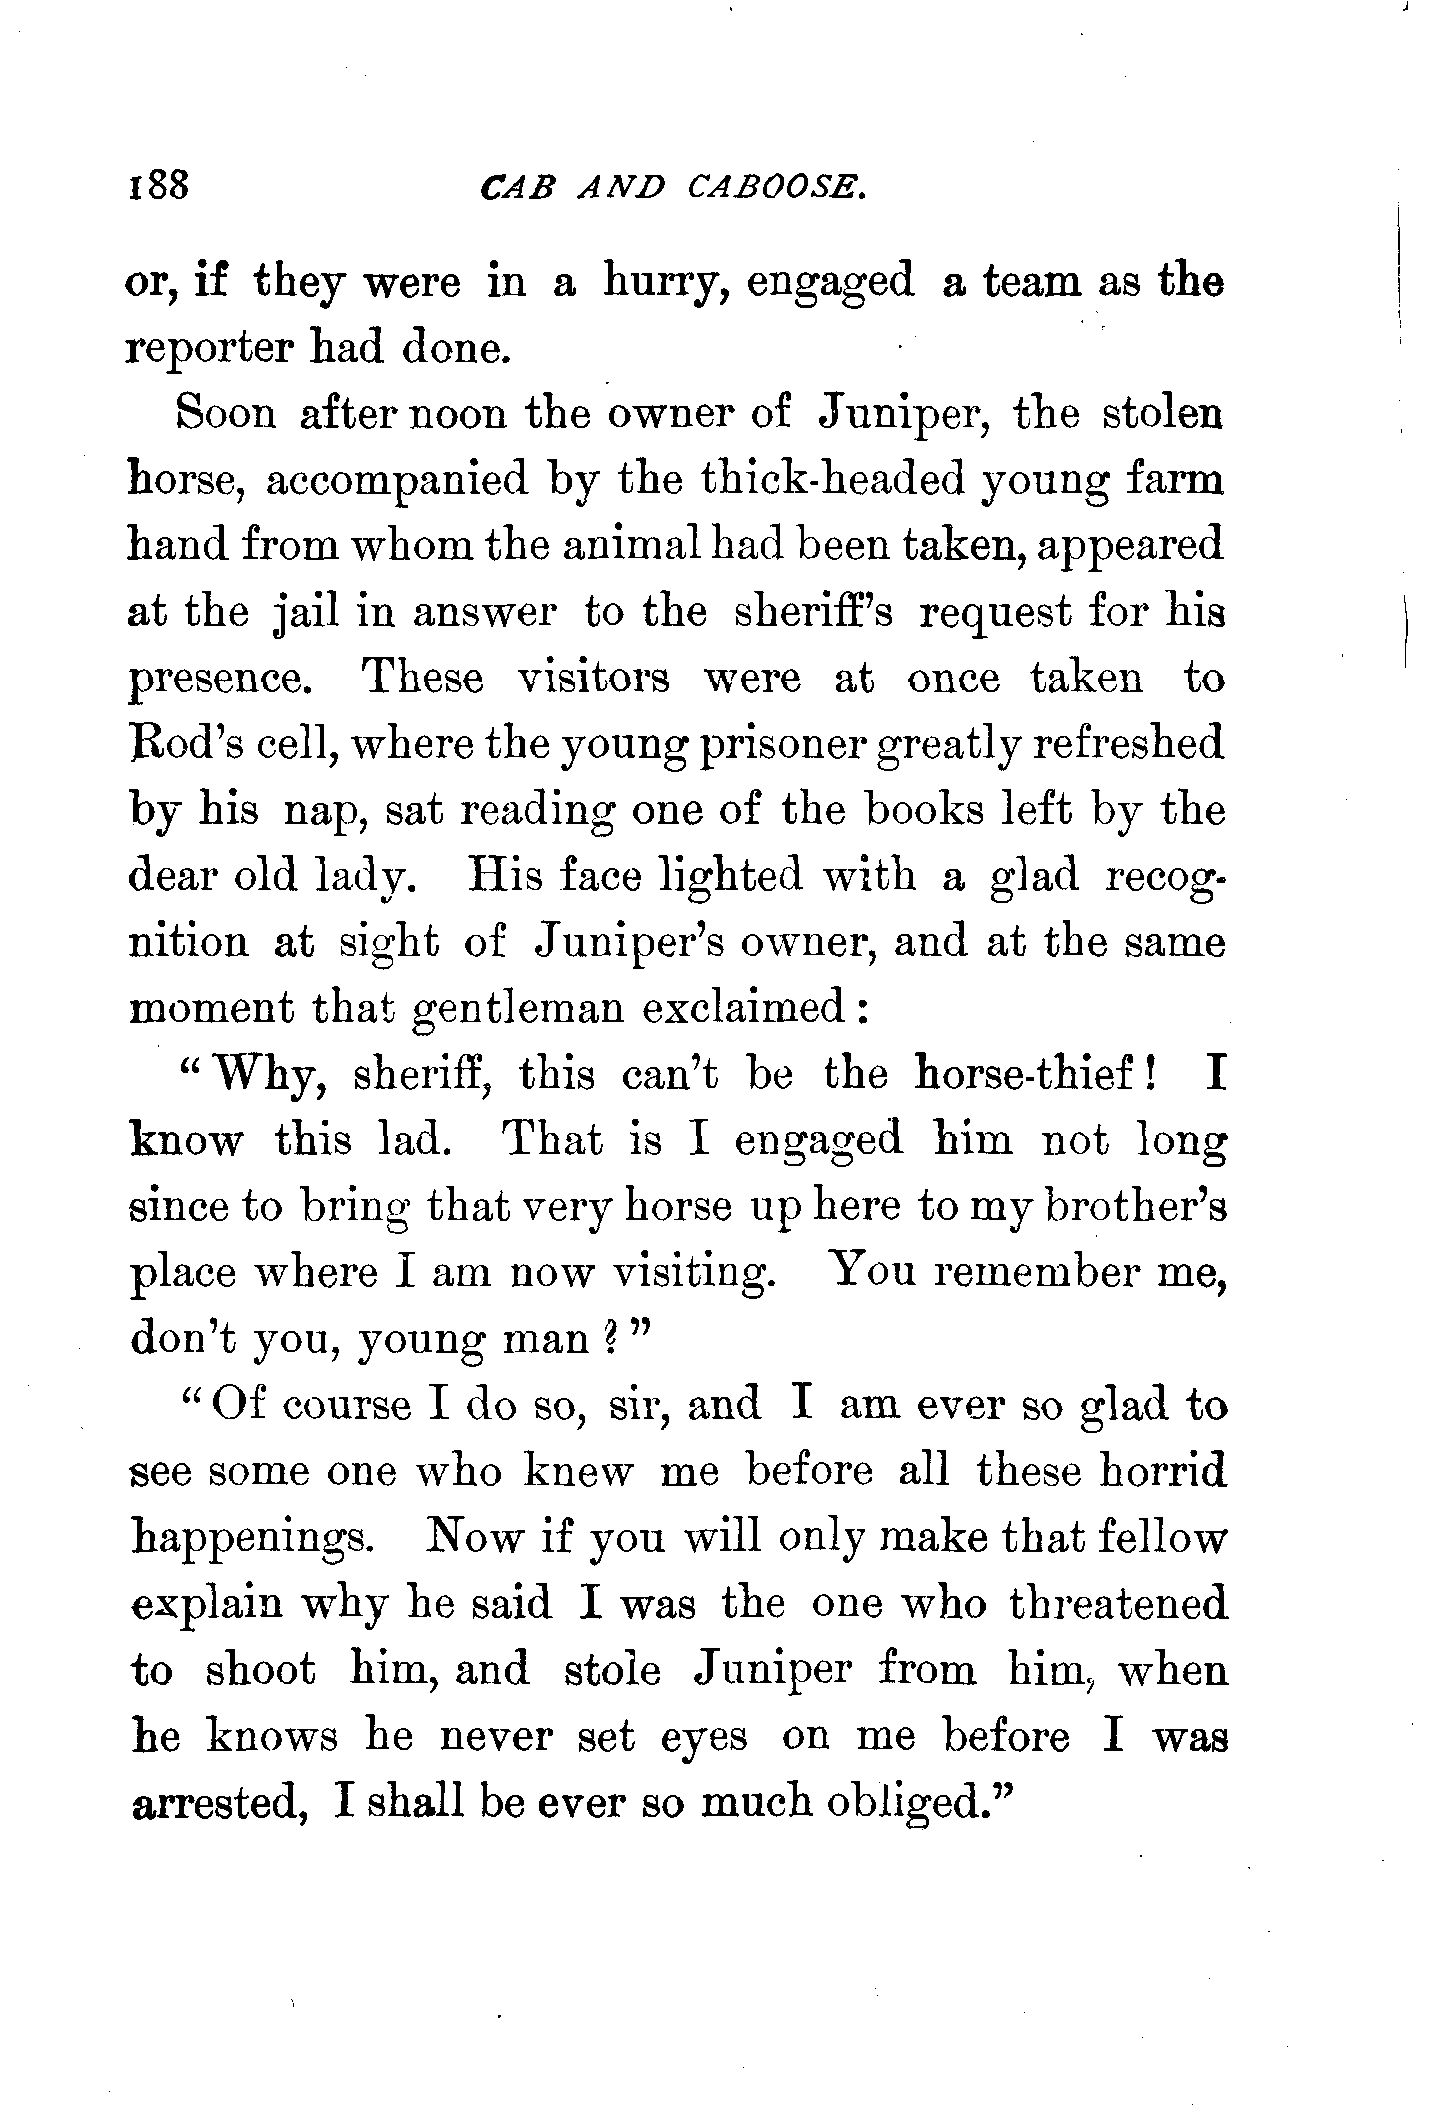 188 CAB AND CABOOSE.
or, if they were in a hurry, engaged a team as the
reporter had done.
Soon after noon the owner of Juniper, the stolen
horse, accompanied by the thick-headed young farm
hand from whom the animal had been taken, appeared
at the jail in answer to the sheriff's request for his
presence. These visitors were at once taken to
Rod's cell, where the young prisoner greatly refreshed
by his nap, sat reading one of the books left by the
dear old lady. His face lighted with a glad recog-
nition at sight of Juniper's owner, and at the same
moment that gentleman exclaimed:
"Why, sheriff, this can't be the horse-thief! I
know this lad. That is I engaged him not long
since to bring that very horse up here to my brother's
place where I am now visiting. You remember me,
don't you, young man?"
"Of course I do so, sir, and I am ever so glad to
see some one who knew me before all these horrid
happenings. Now if you will only make that fellow
explain why he said I was the one who threatened
to shoot him, and stole Juniper from him, when
he knows he never set eyes on me before I was
arrested, I shall be ever so much obliged."